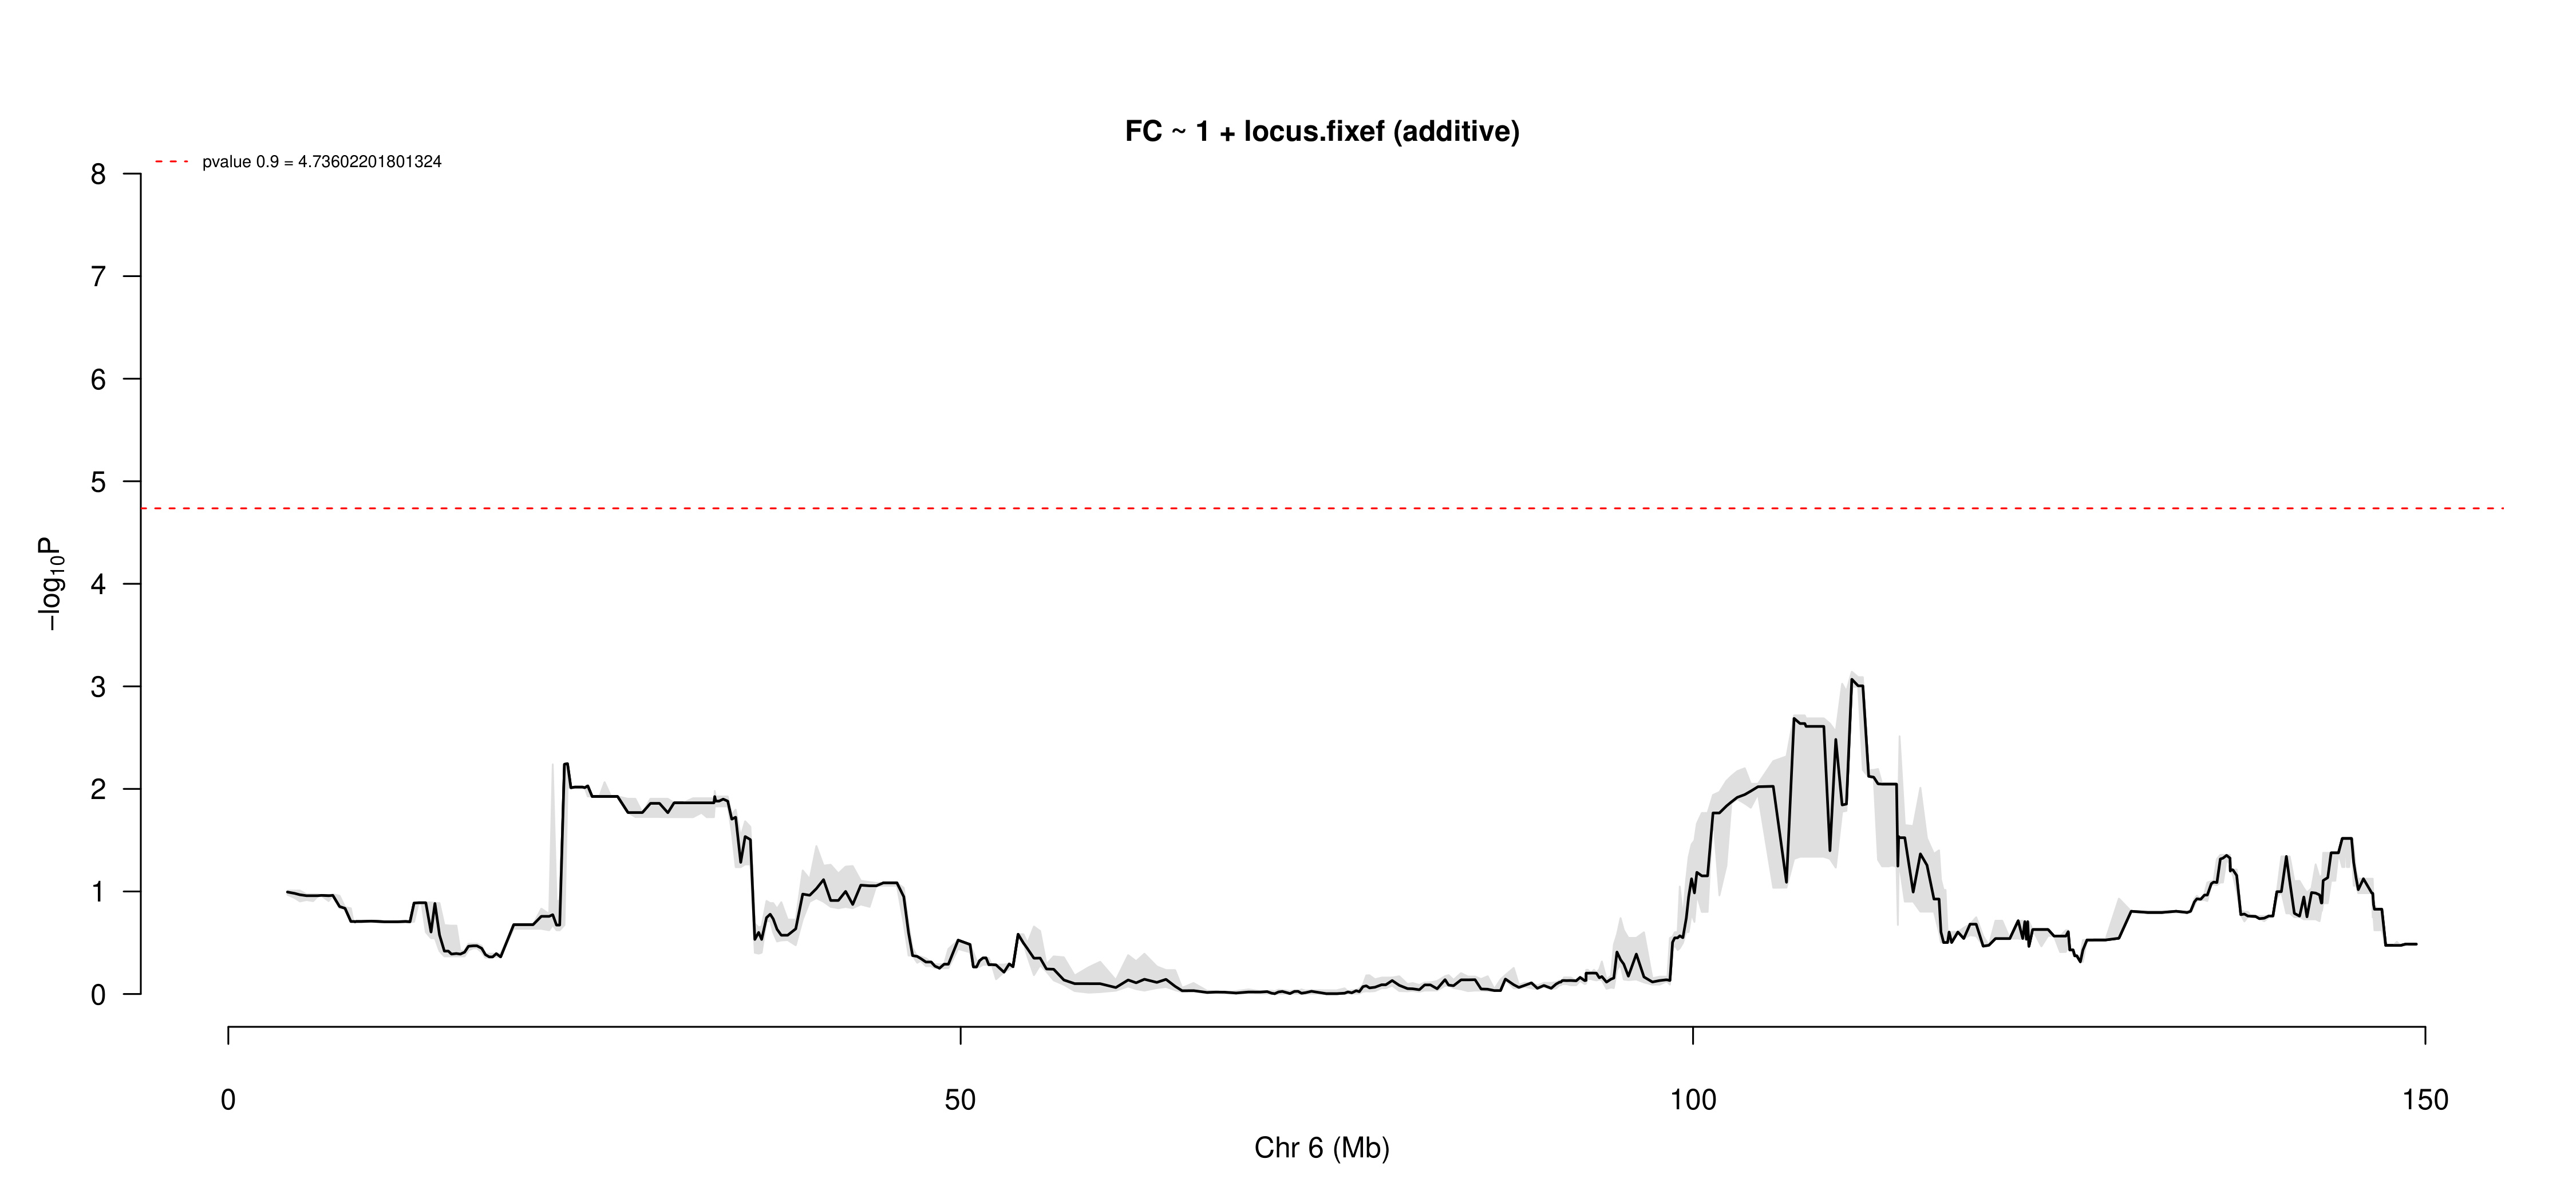 FC ~ 1 + locus.fixef (additive)
pvalue 0.9 = 4.73602201801324
8
7
6
5
4
3
2
1
0
−log10P
0 50 100 150
Chr 6 (Mb)